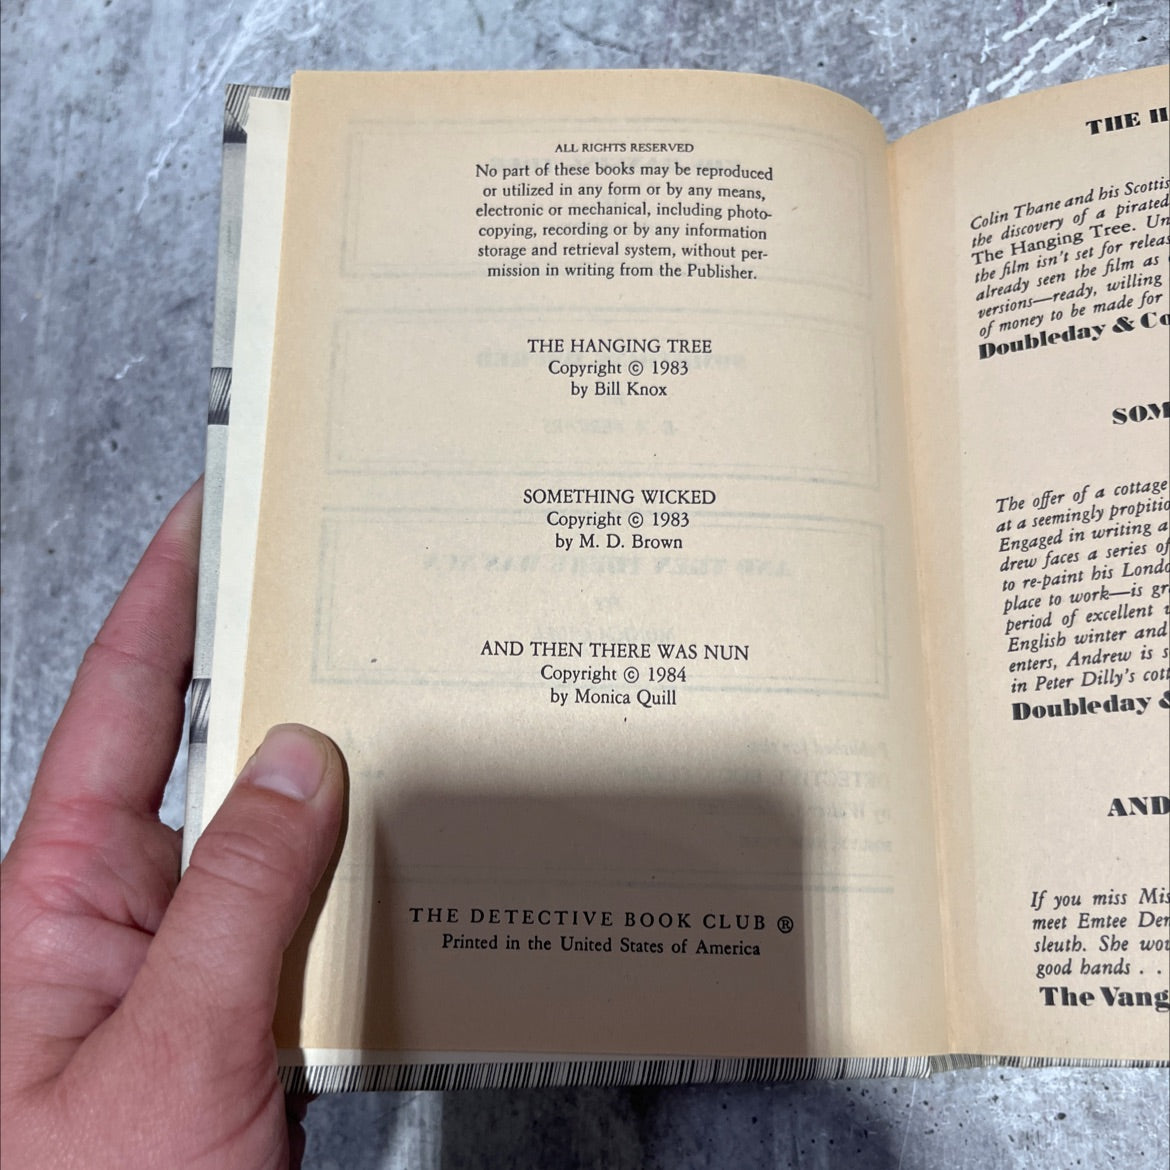 ALL RIGHTS RESERVED
No part of these books may be reproduced
or utilized in any form or by any means,
electronic or mechanical, including photo-
copying, recording or by any information
storage and retrieval system, without per-
mission in writing from the Publisher.
THE HANGING TREE
Copyright © 1983
by Bill Knox
SOMETHING WICKED
Copyright © 1983
by M. D. Brown
AND THEN THERE WAS NUN
Copyright © 1984
by Monica Quill
THE DETECTIVE BOOK CLUB ®
Printed in the United States of America
THE H
Colin Thane and his Scottis
the discovery of a pirated
The Hanging Tree. Un
the film isn't set for releas
already seen the film as
versions—ready, willing
of money to be made for
Doubleday & Co
SOM
The offer of a cottage
at a seemingly propitio
Engaged in writing a
drew faces a series of
to re-paint his Londo
place to work—is gr
period of excellent
English winter and
enters, Andrew is s
in Peter Dilly's cott
Doubleday &
AND
If you miss Mis
meet Emtee Der
sleuth. She wou
good hands . .
The Vang